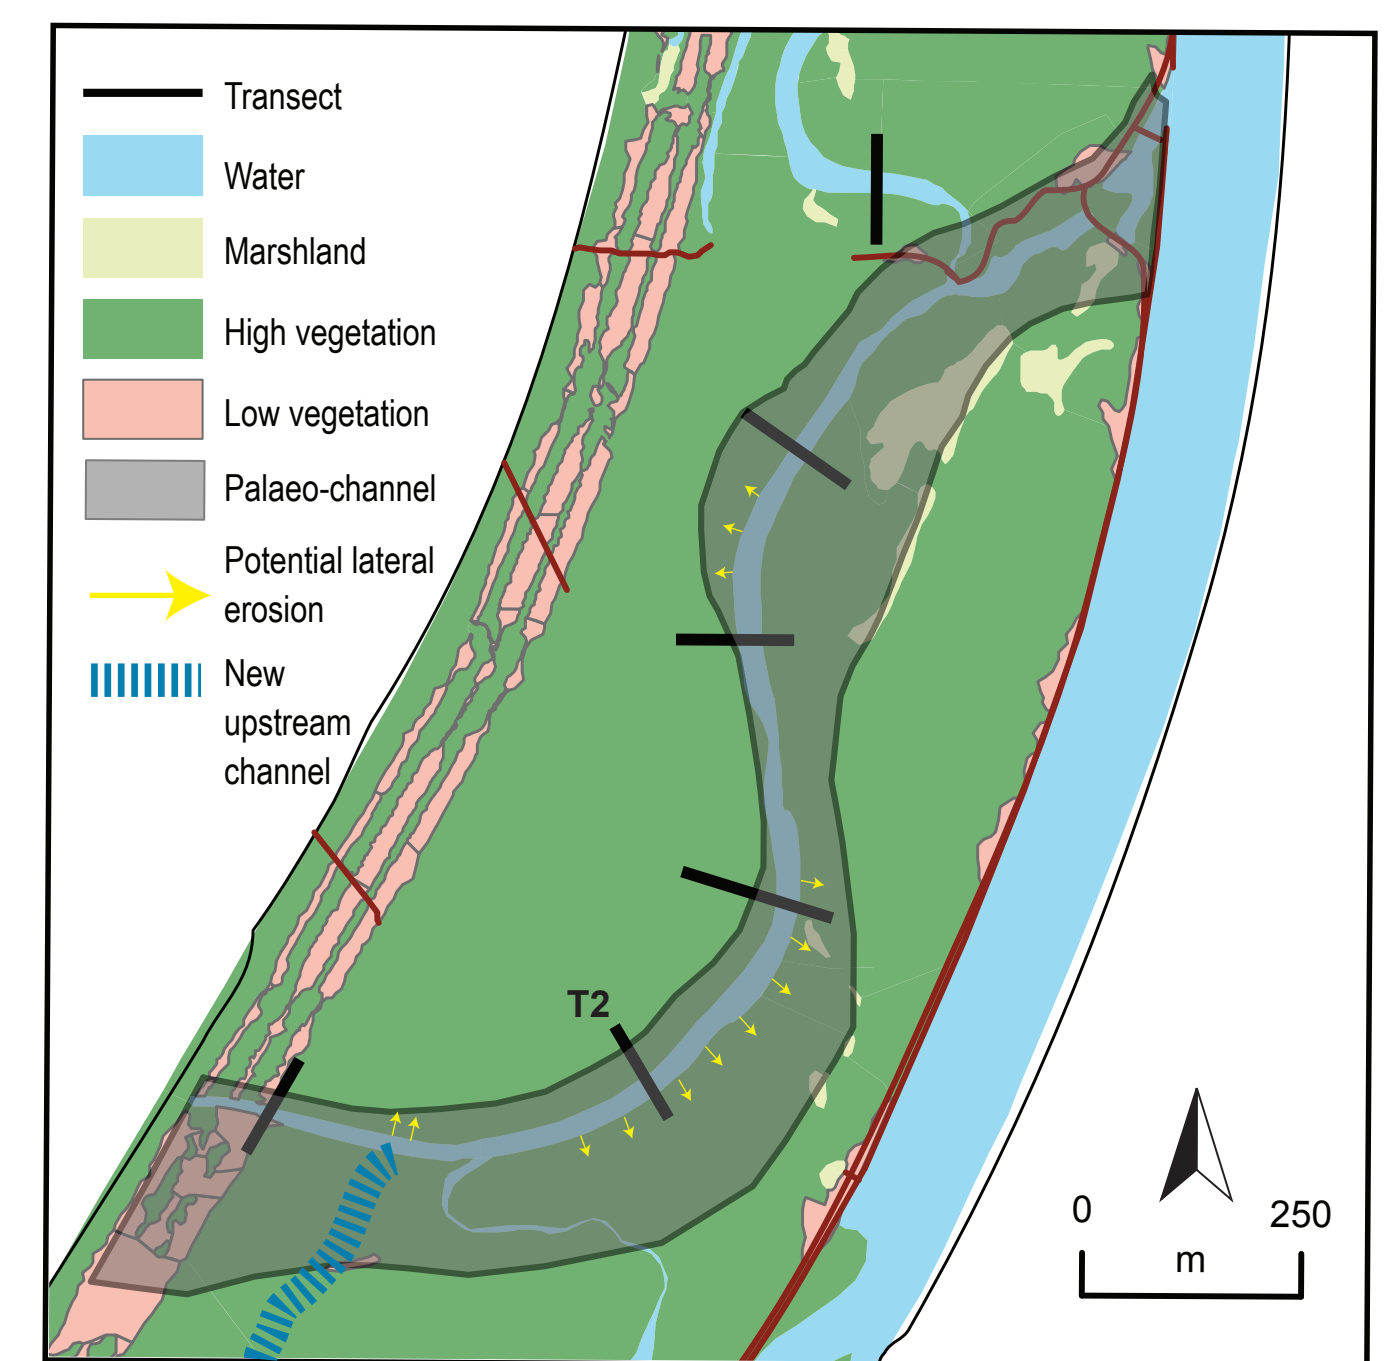 Transect
Water
Marshland
High vegetation
Low vegetation
Palaeo-channel
Potential lateral
erosion
New
upstream
channel
T2
0 250
m